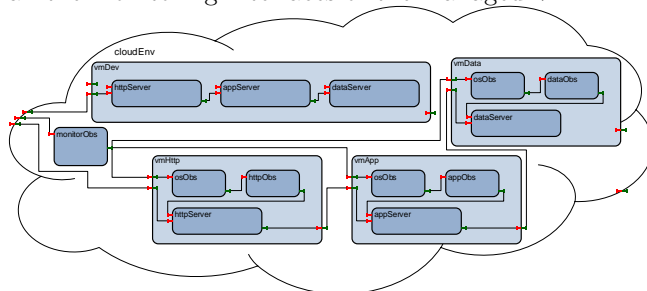 cloudEnv
vmDev
httpServer
appServer
dataServer
vmData
osObs
dataObs
dataServer
monitorObs
vmHttp
osObs
httpObs
httpServer
vmApp
osObs
appObs
appServer